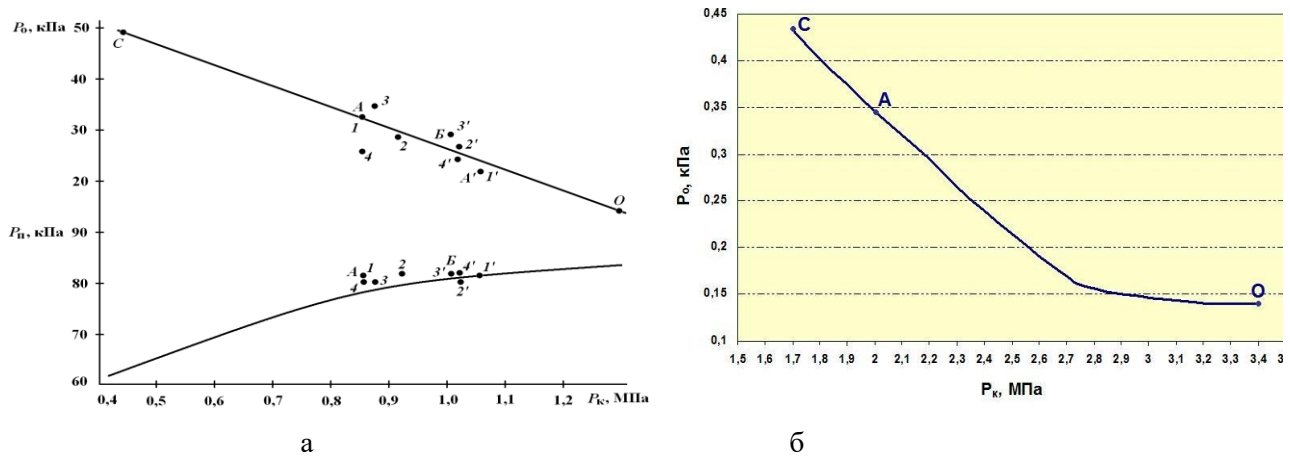 P₀, кПа 50
C
40
A 3
1
30
4 2
Б 3'
2'
4'
A' 1'
20
O
Pп, кПа 90
A 1 2 Б 4' 1'
80
4 3 3' 2'
70
60
0,4 0,5 0,6 0,7 0,8 0,9 1,0 1,1 1,2 Pк, МПа
а
0,45
C
0,4
0,35
A
0,3
0,25
0,2
0,15
O
0,1
Pо, кПа
1,5 1,6 1,7 1,8 1,9 2 2,1 2,2 2,3 2,4 2,5 2,6 2,7 2,8 2,9 3 3,1 3,2 3,3 3,4 3
Pк, МПа
б